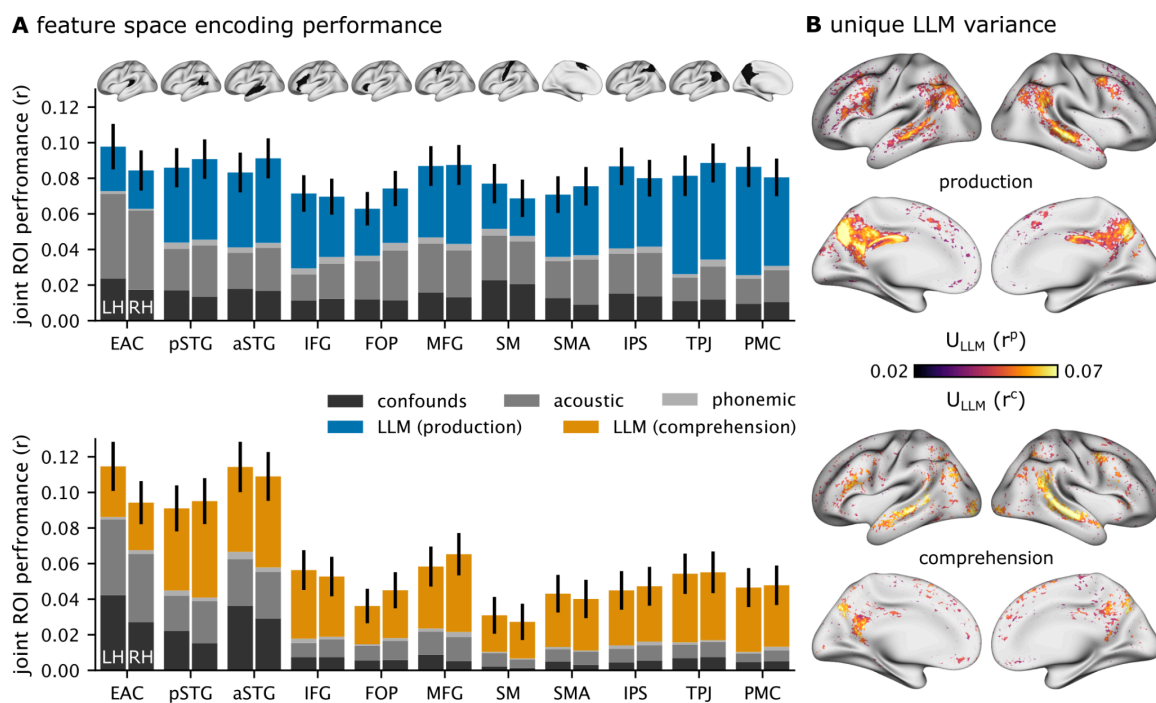 A feature space encoding performance
B unique LLM variance
joint ROI perfromance (r)
0.12
0.10
0.08
0.06
0.04
0.02
0.00
LH RH
EAC pSTG aSTG IFG FOP MFG SM SMA IPS TPJ PMC
production
U_LLM (r^p)
0.02 0.07
U_LLM (r^c)
confounds acoustic phonemic
LLM (production) LLM (comprehension)
joint ROI perfromance (r)
0.12
0.10
0.08
0.06
0.04
0.02
0.00
LH RH
EAC pSTG aSTG IFG FOP MFG SM SMA IPS TPJ PMC
comprehension